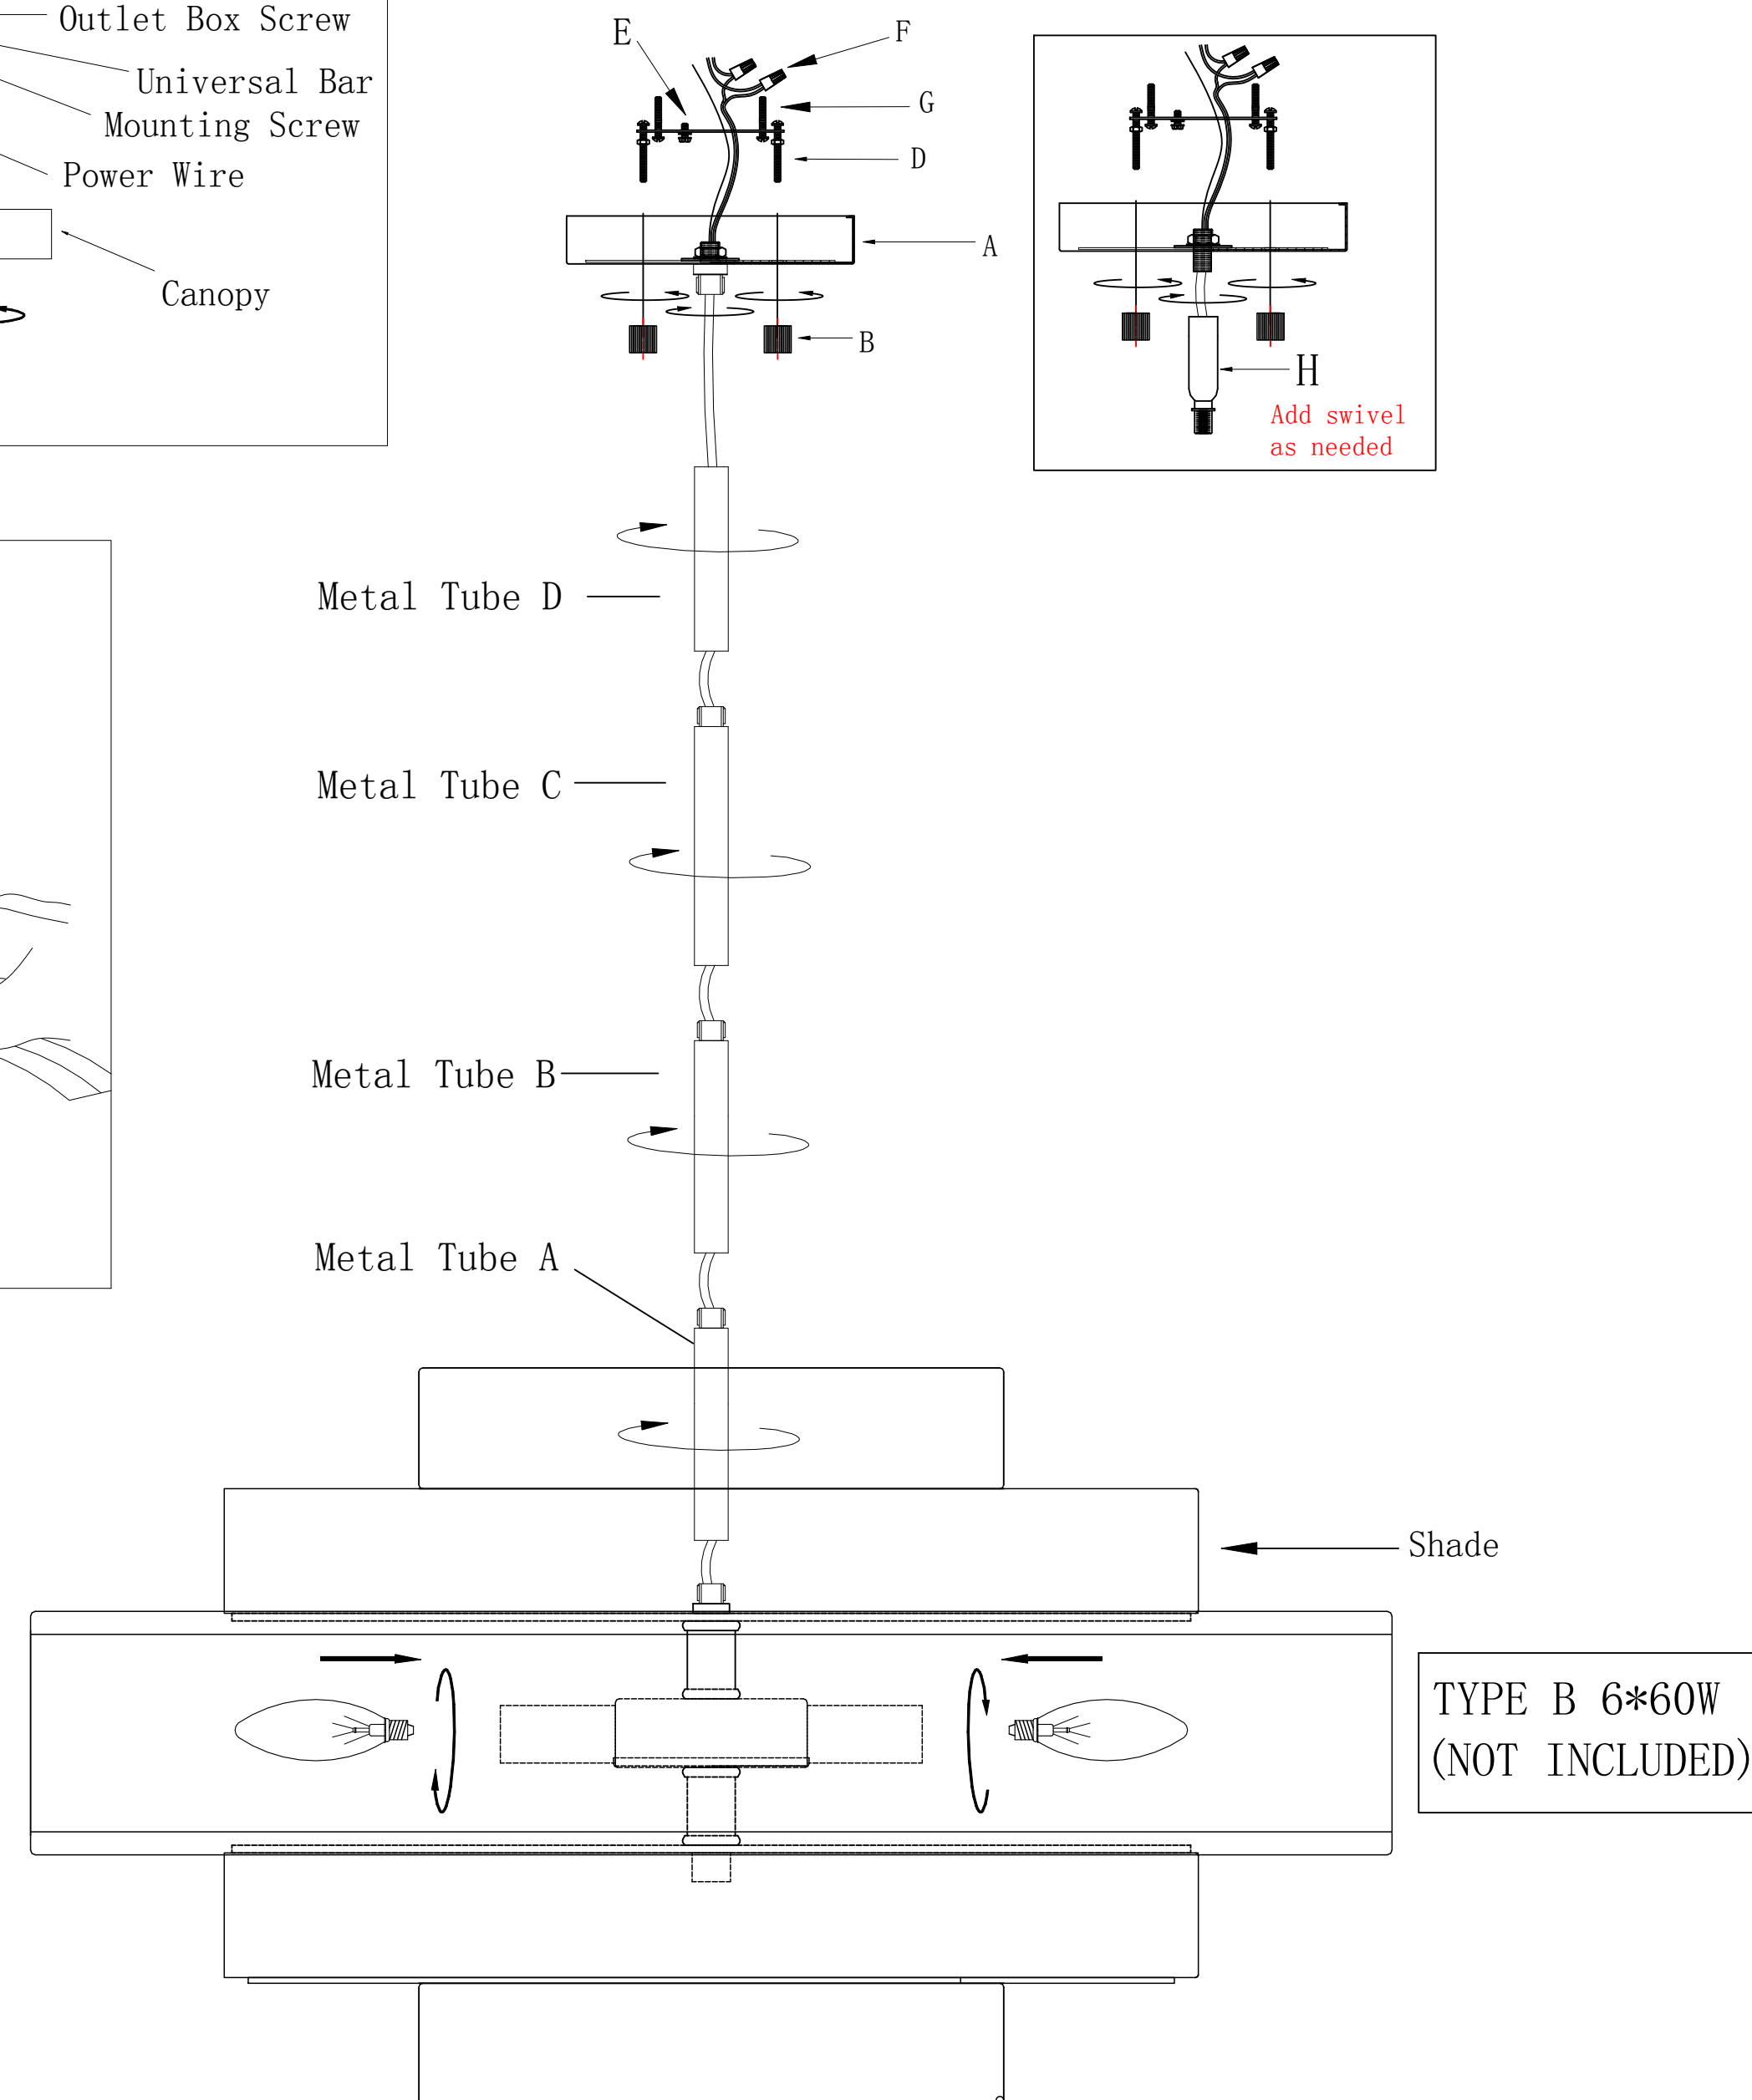 Outlet Box Screw
Universal Bar
Mounting Screw
Power Wire
Canopy
E
F
G
D
A
B
H
Add swivel
as needed
Metal Tube D
Metal Tube C
Metal Tube B
Metal Tube A
Shade
TYPE B 6*60W
(NOT INCLUDED)